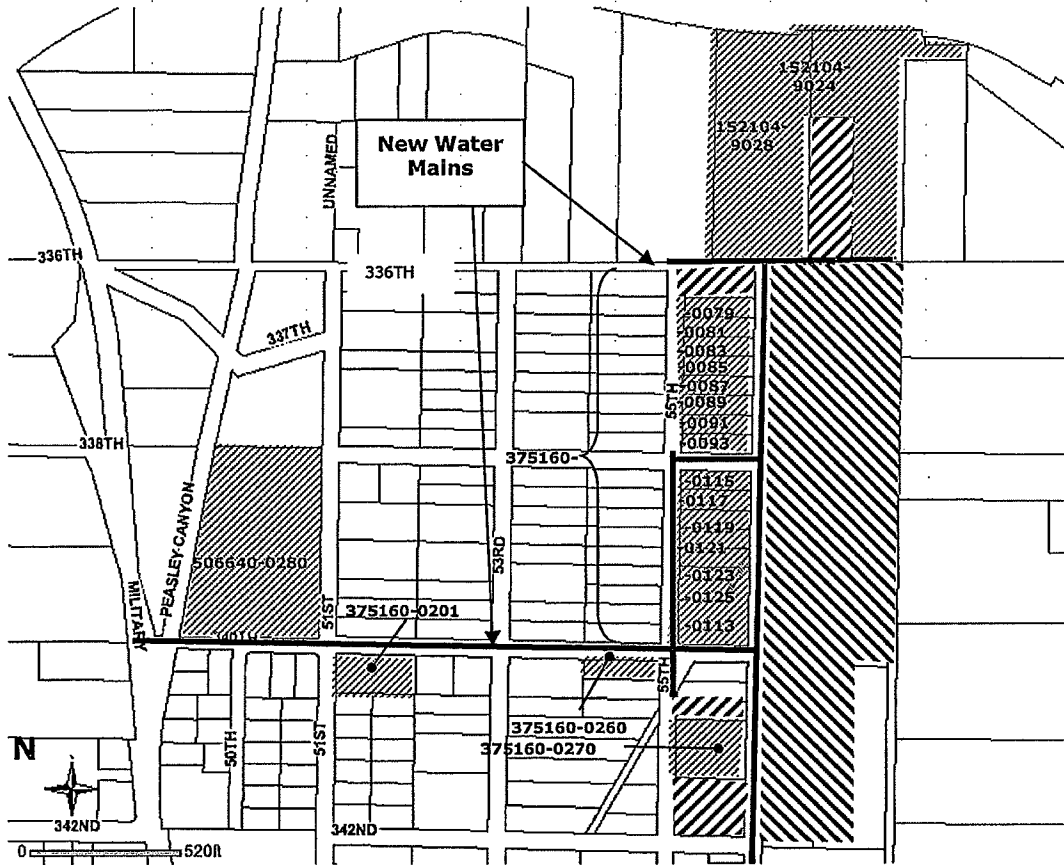 152104-
9024
152104-
9028
New Water
Mains
UNNAMED
336TH
336TH
337TH
-0079
-0081
-0083
-0085
-0087
-0089
-0091
-0093
55TH
338TH
375160-
-0115
-0117
-0119
-0121
-0123
-0125
-0113
PEASLEY CANYON
506640-0280
53RD
51ST
375160-0201
MILITARY
340TH
55TH
375160-0260
375160-0270
50TH
51ST
N
342ND
342ND
0
520ft